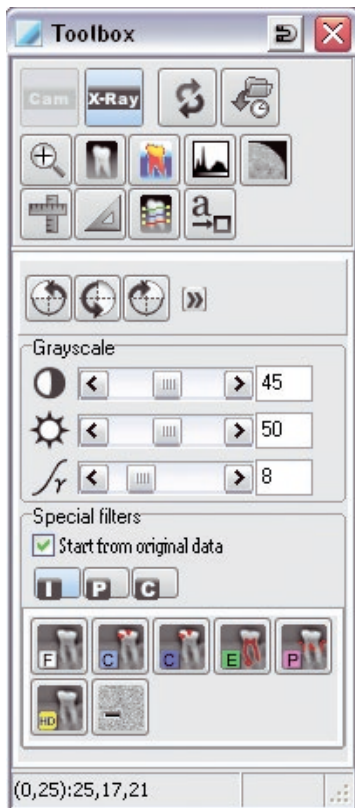 Toolbox
Cam X-Ray
a
Grayscale
45
50
γ 8
Special filters
Start from original data
I P C
F C C E P
HD
(0,25):25,17,21